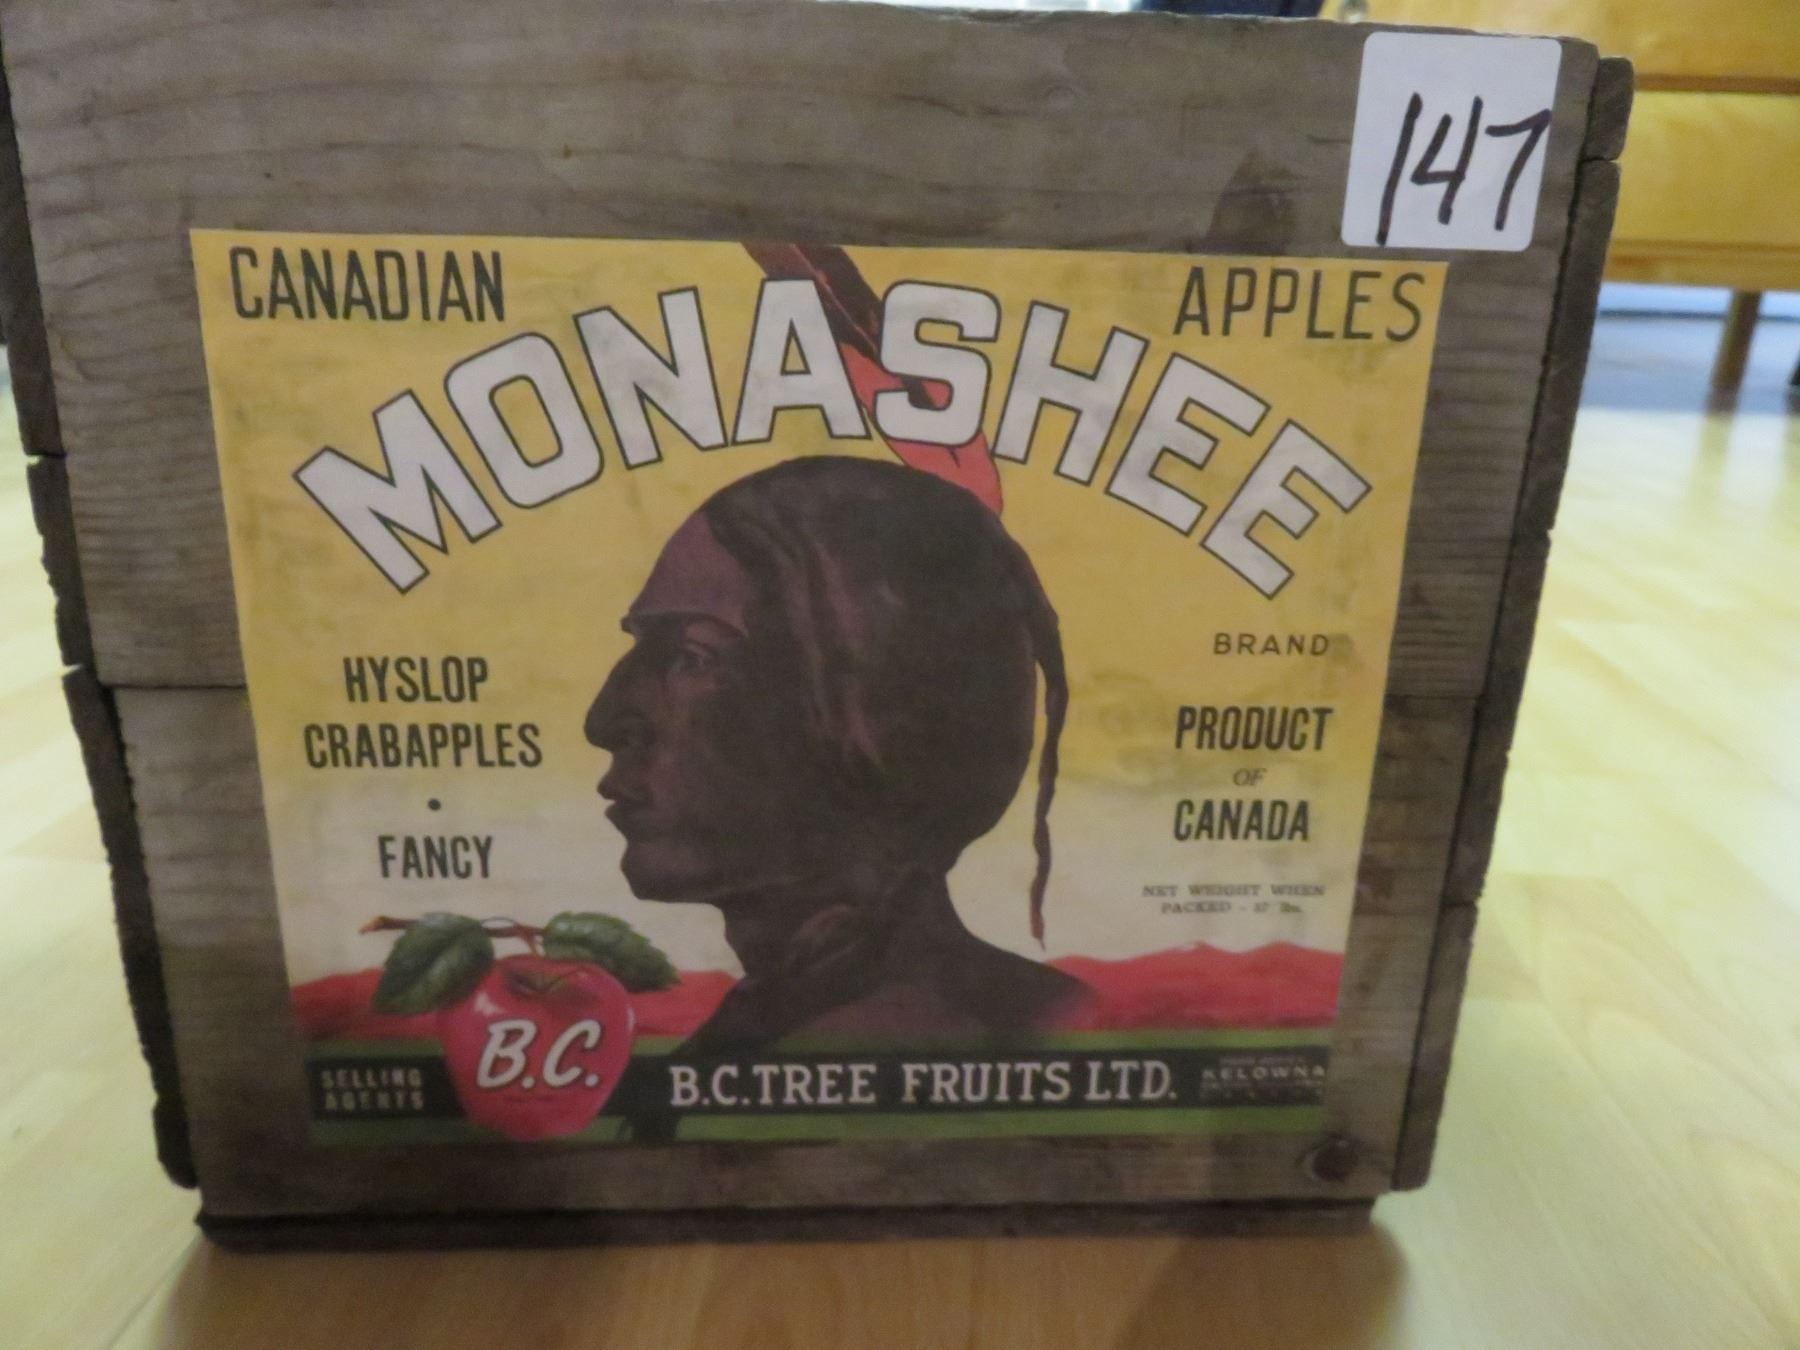 147
CANADIAN APPLES
MONASHEE
BRAND
HYSLOP
CRABAPPLES
•
FANCY
PRODUCT
OF
CANADA
NET WEIGHT WHEN
PACKED - lbs.
B.C.
SELLING
AGENTS
B.C. TREE FRUITS LTD.
KELOWNA